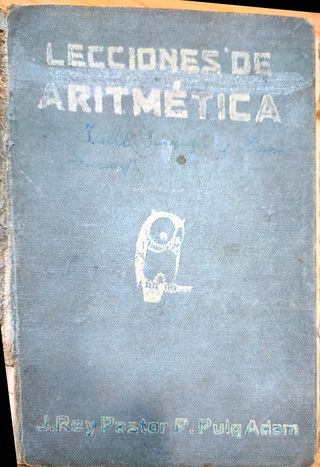 LECCIONES DE
ARITMÉTICA
J. Rey Pastor P. Puig Adam